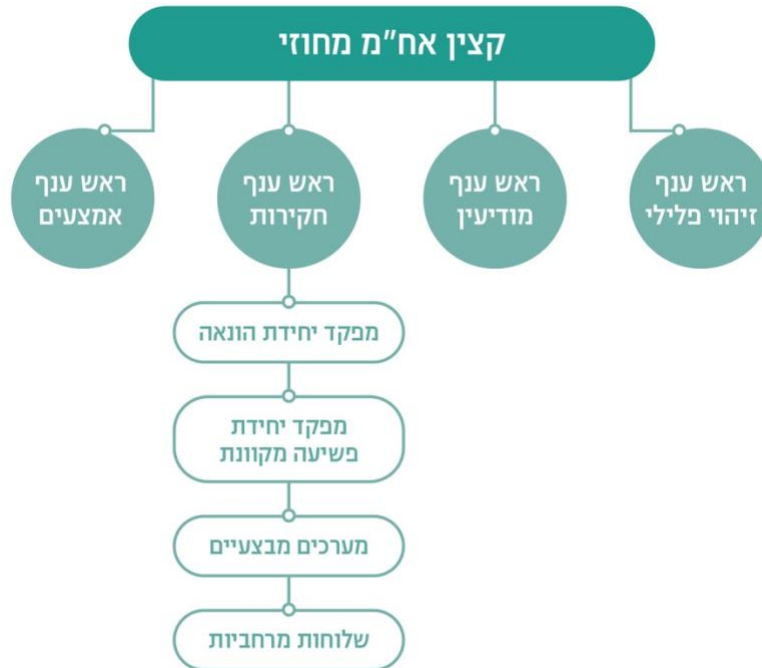 קצין אח"מ מחוזי
ראש ענף
זיהוי פלילי
ראש ענף
מודיעין
ראש ענף
חקירות
ראש ענף
אמצעים
מפקד יחידת הונאה
מפקד יחידת
פשיעה מקוונת
מערכים מבצעיים
שלוחות מרחביות